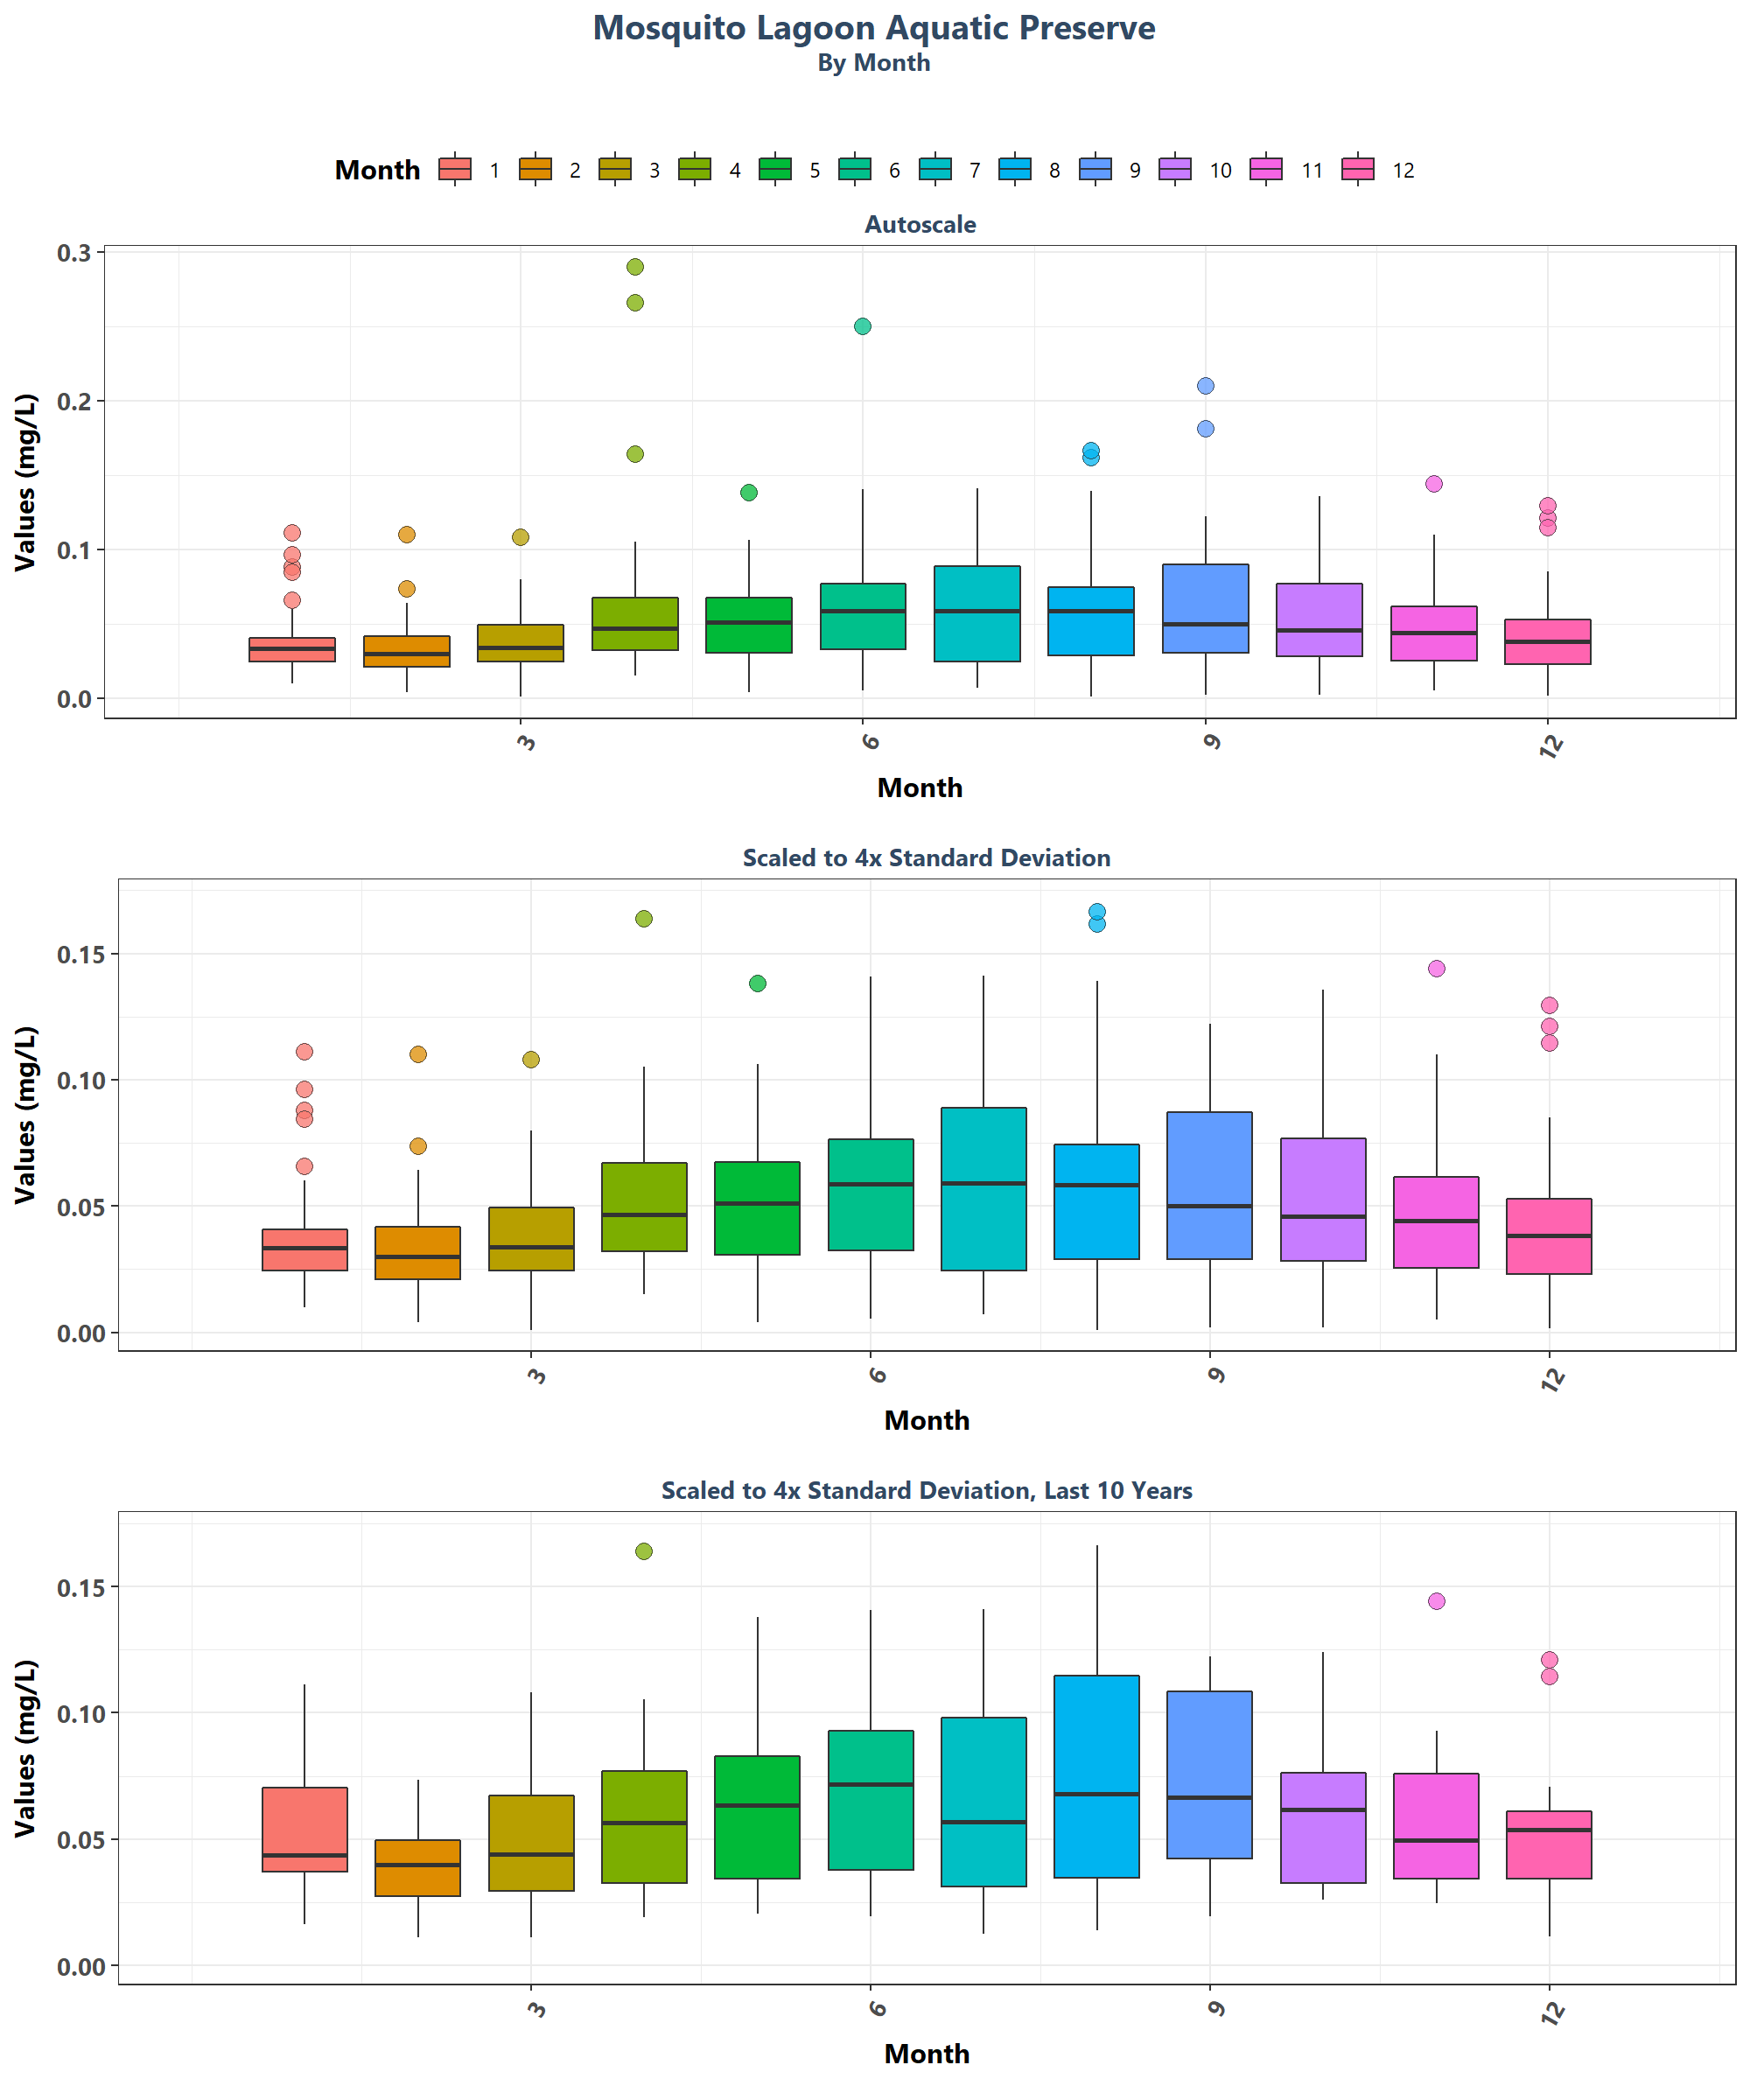 Mosquito Lagoon Aquatic Preserve
By Month
Month 1 2 3 4 5 6 7 8 9 10 11 12
Autoscale
Values (mg/L)
0.3
0.2
0.1
0.0
3 6 9 12
Month
Scaled to 4x Standard Deviation
Values (mg/L)
0.15
0.10
0.05
0.00
3 6 9 12
Month
Scaled to 4x Standard Deviation, Last 10 Years
Values (mg/L)
0.15
0.10
0.05
0.00
3 6 9 12
Month